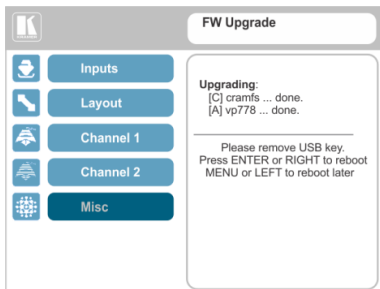 FW Upgrade
Inputs
Layout
Channel 1
Channel 2
Misc
Upgrading:
[C] cramfs ... done.
[A] vp778 ... done.
Please remove USB key.
Press ENTER or RIGHT to reboot
MENU or LEFT to reboot later